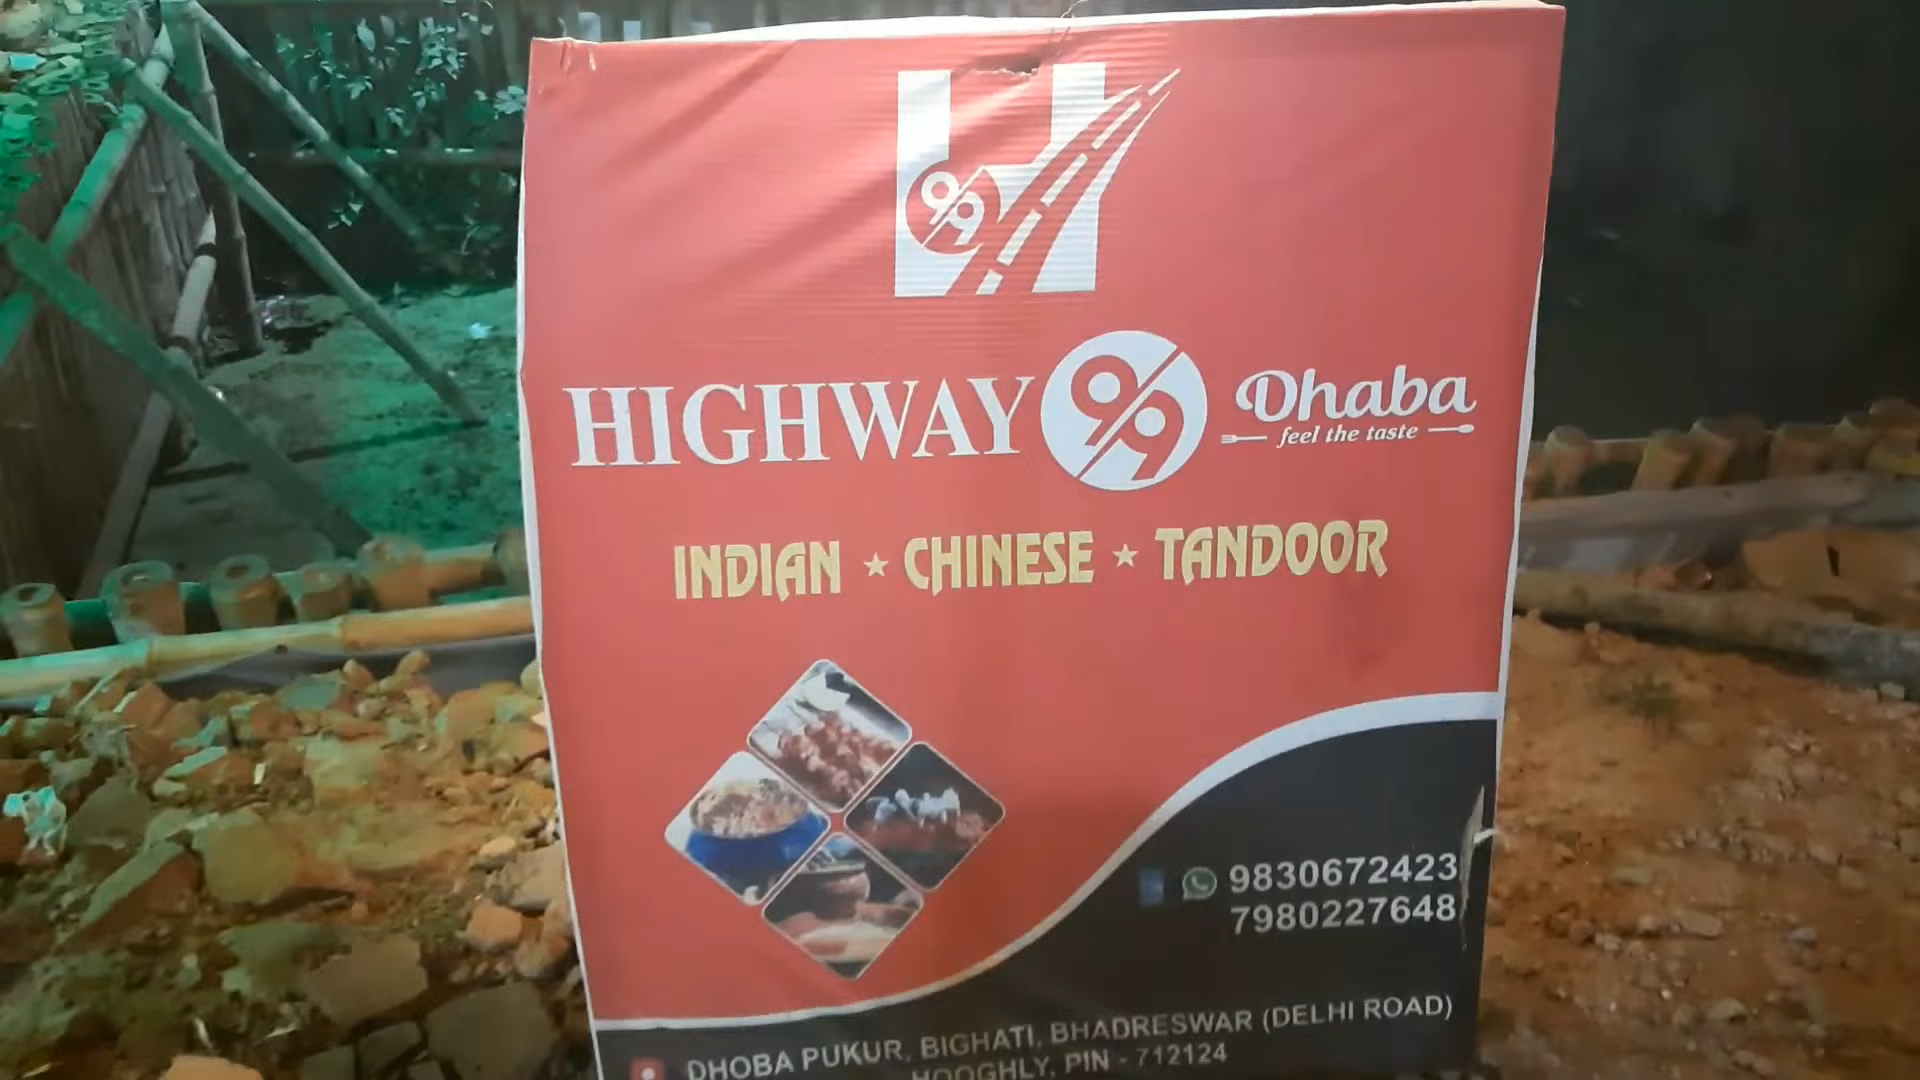 99
HIGHWAY 99 Dhaba
feel the taste
INDIAN ★ CHINESE ★ TANDOOR
9830672423
7980227648
DHOBA PUKUR, BIGHATI, BHADRESWAR (DELHI ROAD)
HOOGHLY, PIN - 712124